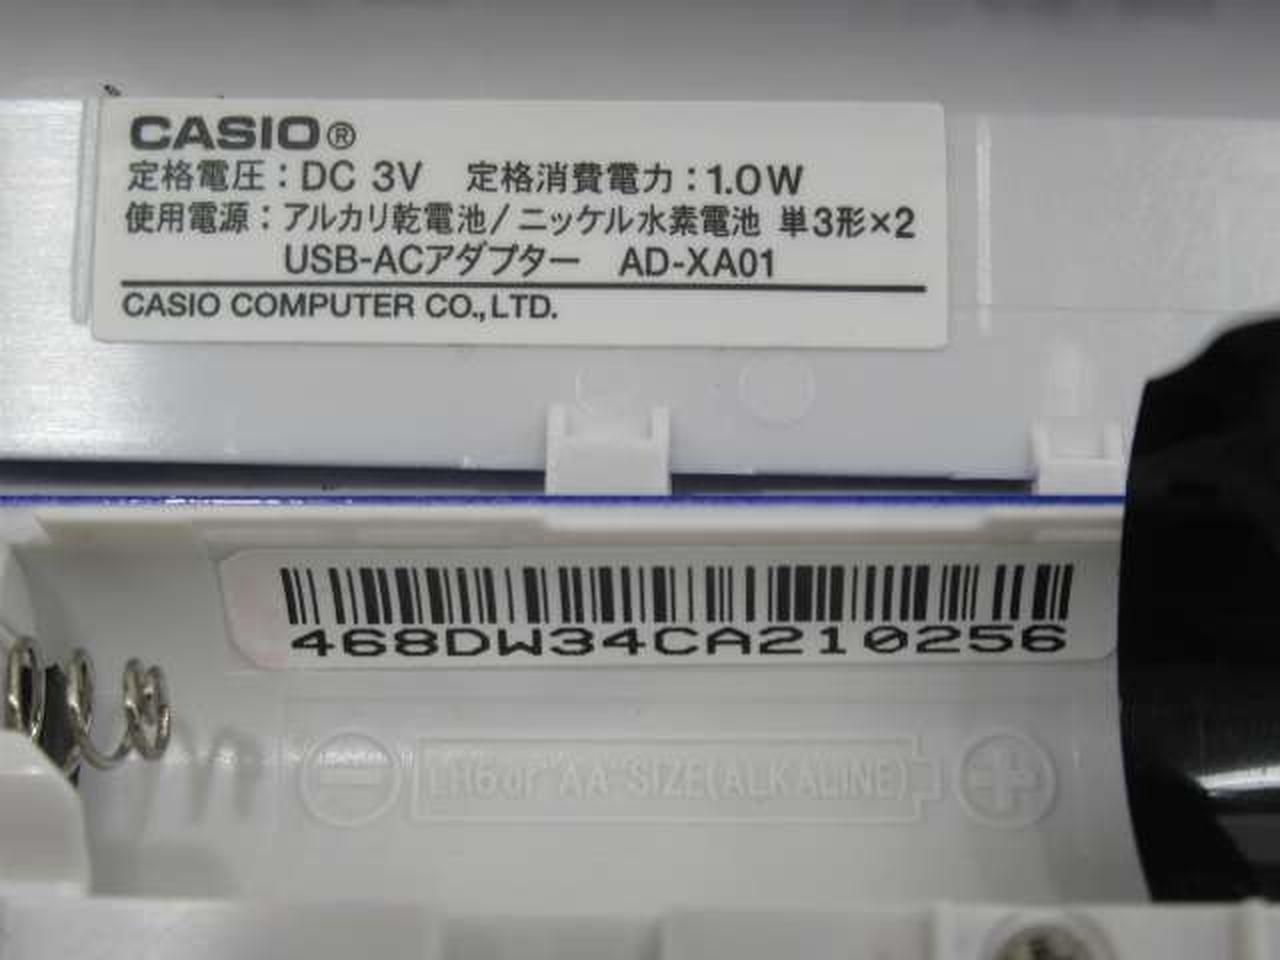 CASIO®
定格電圧：DC 3V 定格消費電力：1.0W
使用電源：アルカリ乾電池/ニッケル水素電池 単3形×2
USB-ACアダプター AD-XA01
CASIO COMPUTER CO.,LTD.
468DW34CA210256
LR6 or "AA" SIZE(ALKALINE)